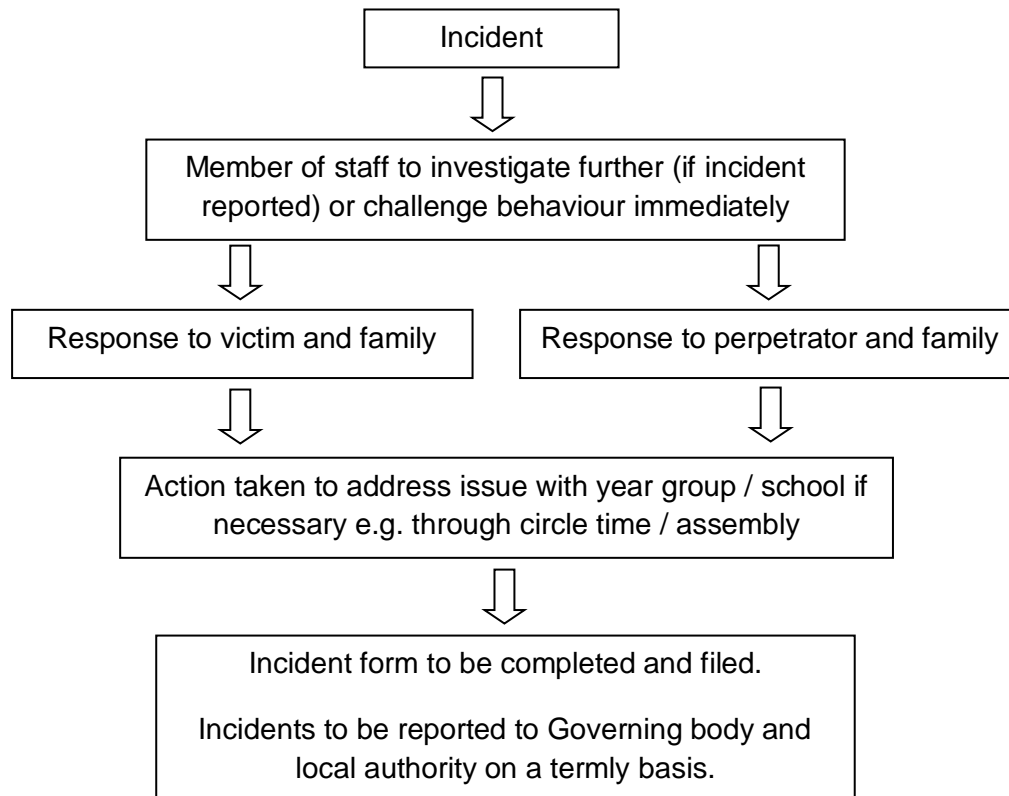 Incident
Member of staff to investigate further (if incident
reported) or challenge behaviour immediately
Response to victim and family
Response to perpetrator and family
Action taken to address issue with year group / school if
necessary e.g. through circle time / assembly
Incident form to be completed and filed.
Incidents to be reported to Governing body and
local authority on a termly basis.